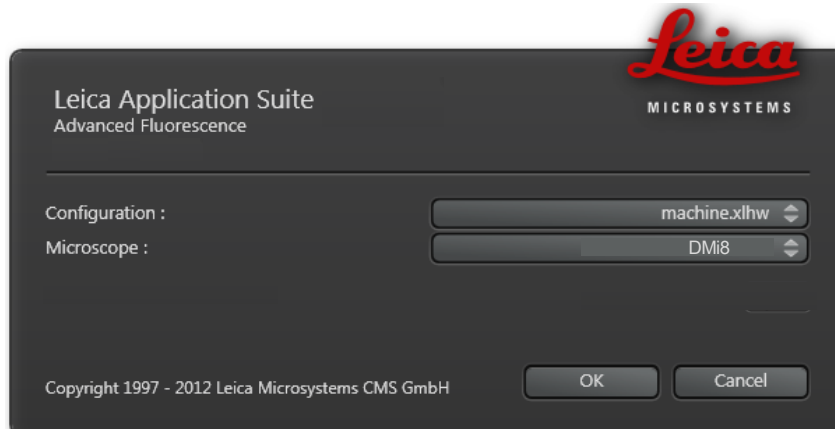 Leica
MICROSYSTEMS
Leica Application Suite
Advanced Fluorescence
Configuration :
machine.xlhw
Microscope :
DMi8
Copyright 1997 - 2012 Leica Microsystems CMS GmbH
OK
Cancel